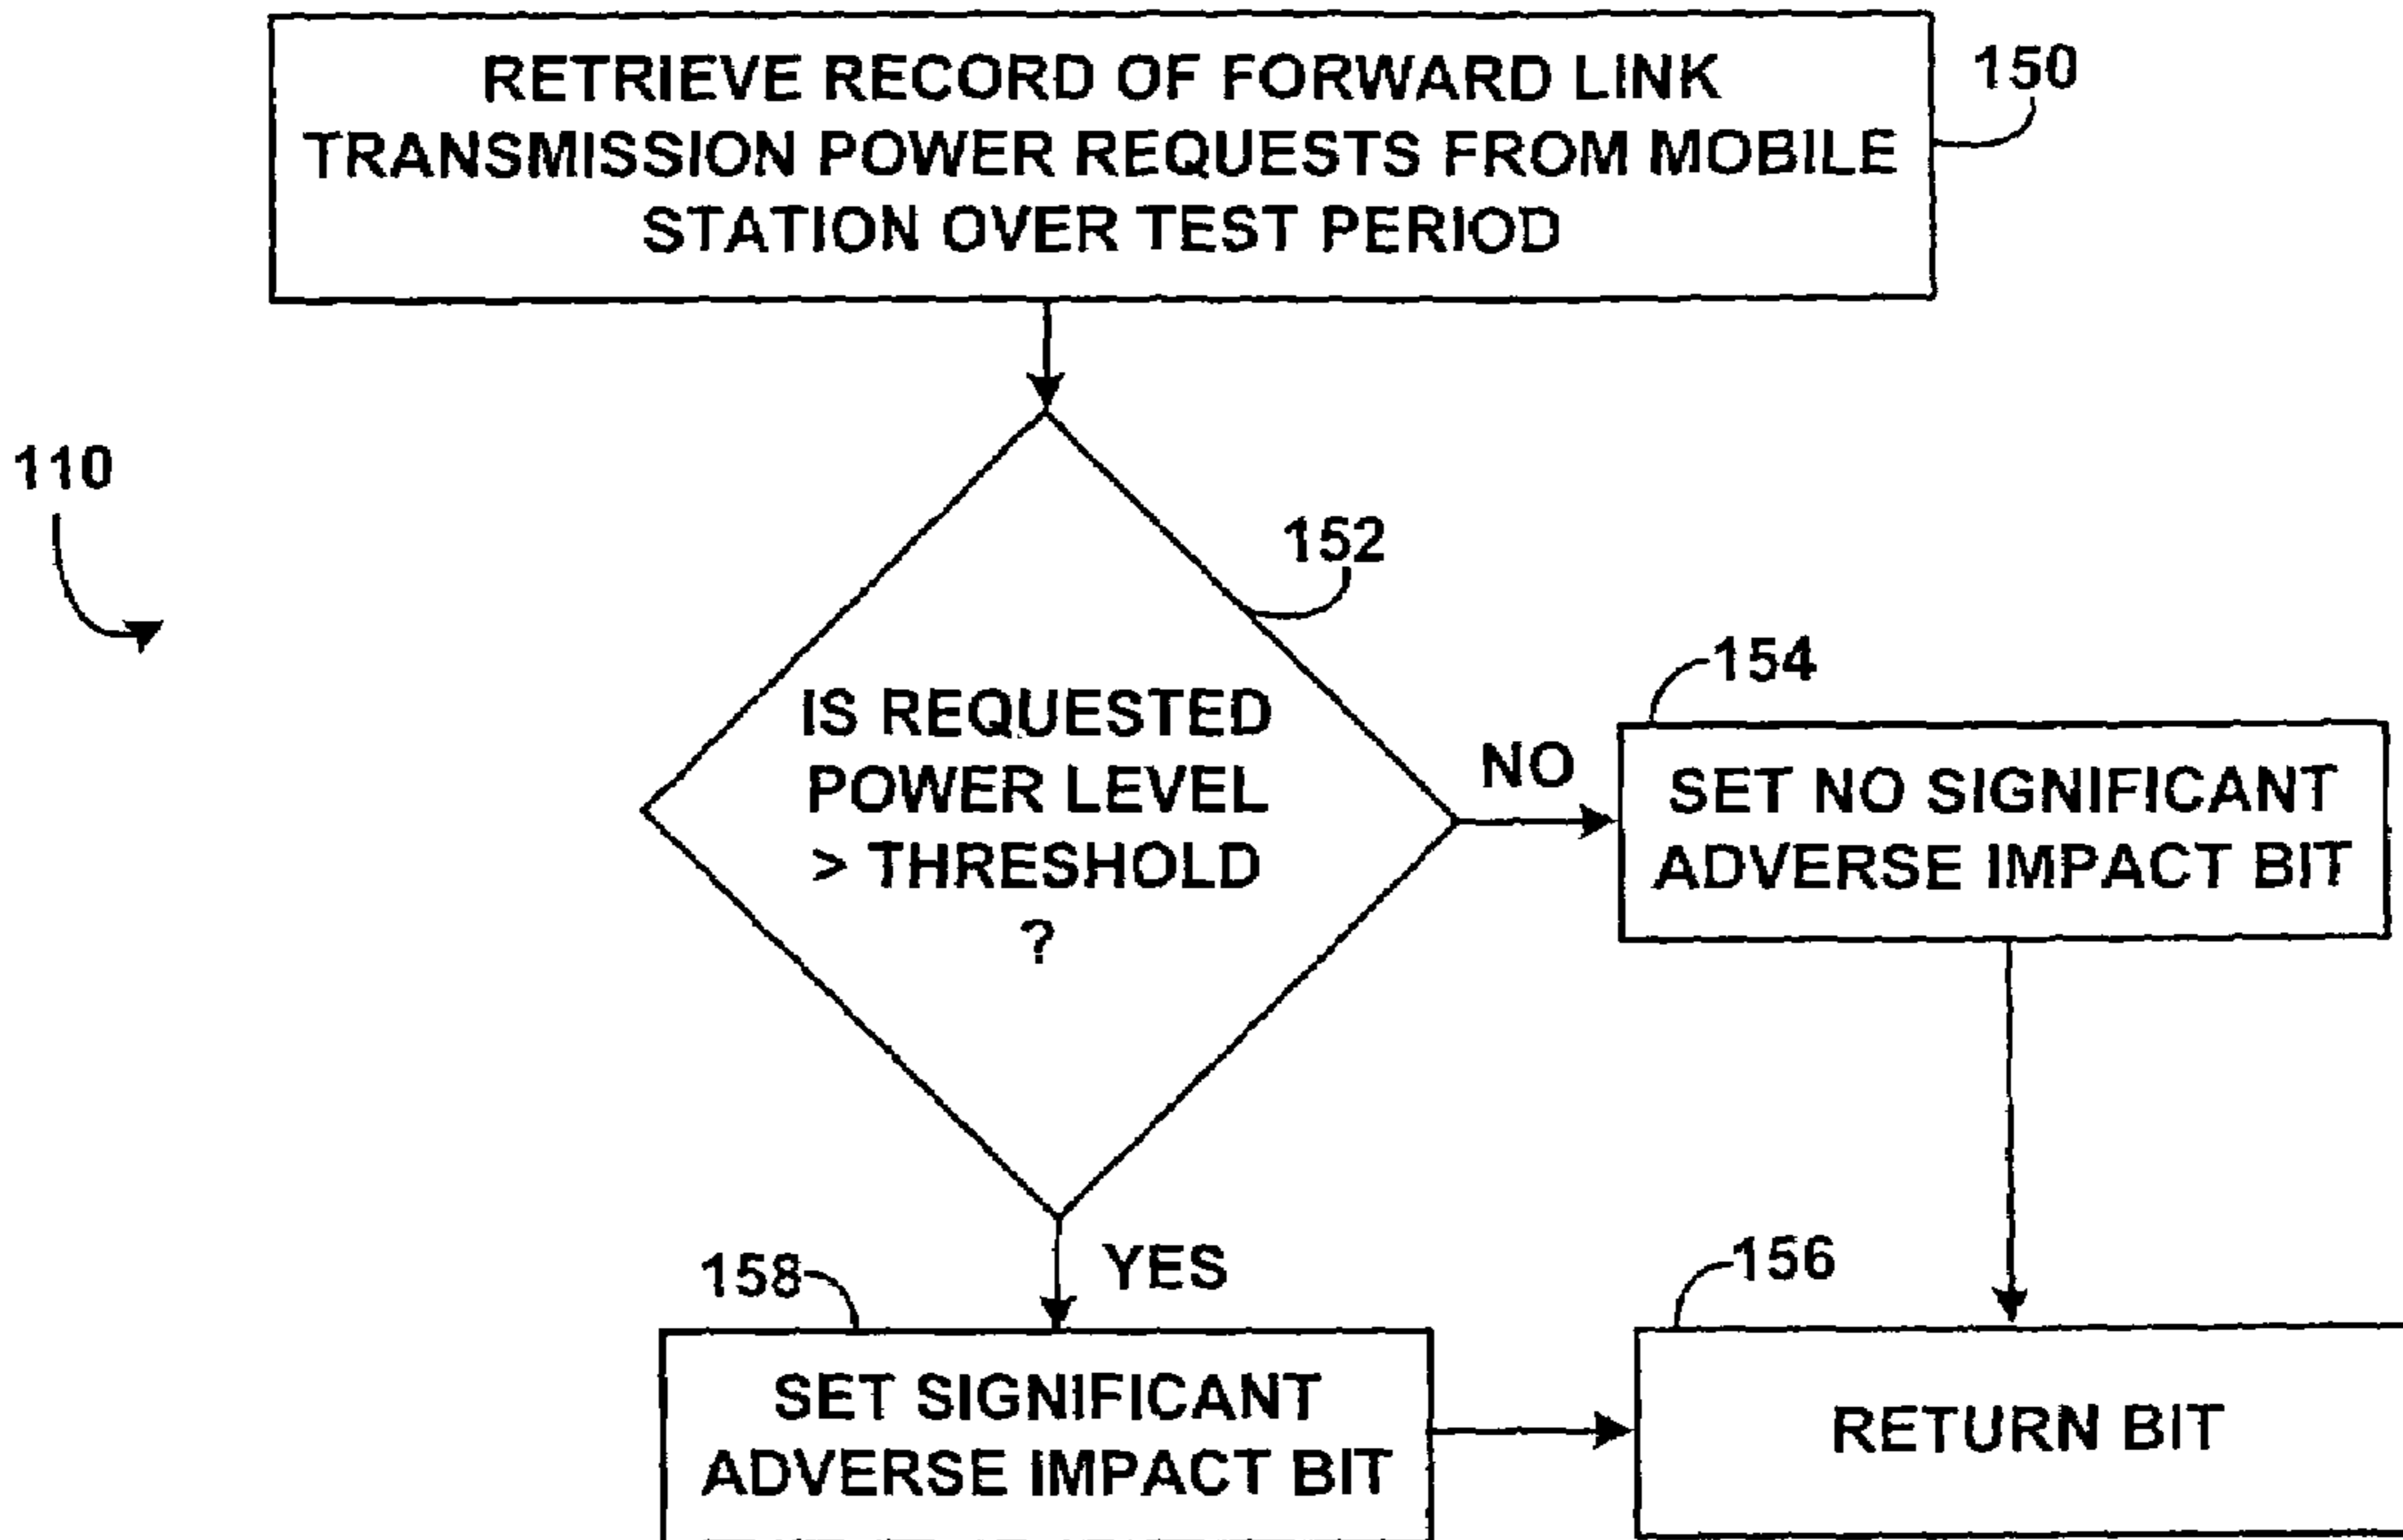 RETRIEVE RECORD OF FORWARD LINK
TRANSMISSION POWER REQUESTS FROM MOBILE
STATION OVER TEST PERIOD
150
110
152
IS REQUESTED
POWER LEVEL
> THRESHOLD
?
NO
154
SET NO SIGNIFICANT
ADVERSE IMPACT BIT
YES
158
SET SIGNIFICANT
ADVERSE IMPACT BIT
156
RETURN BIT